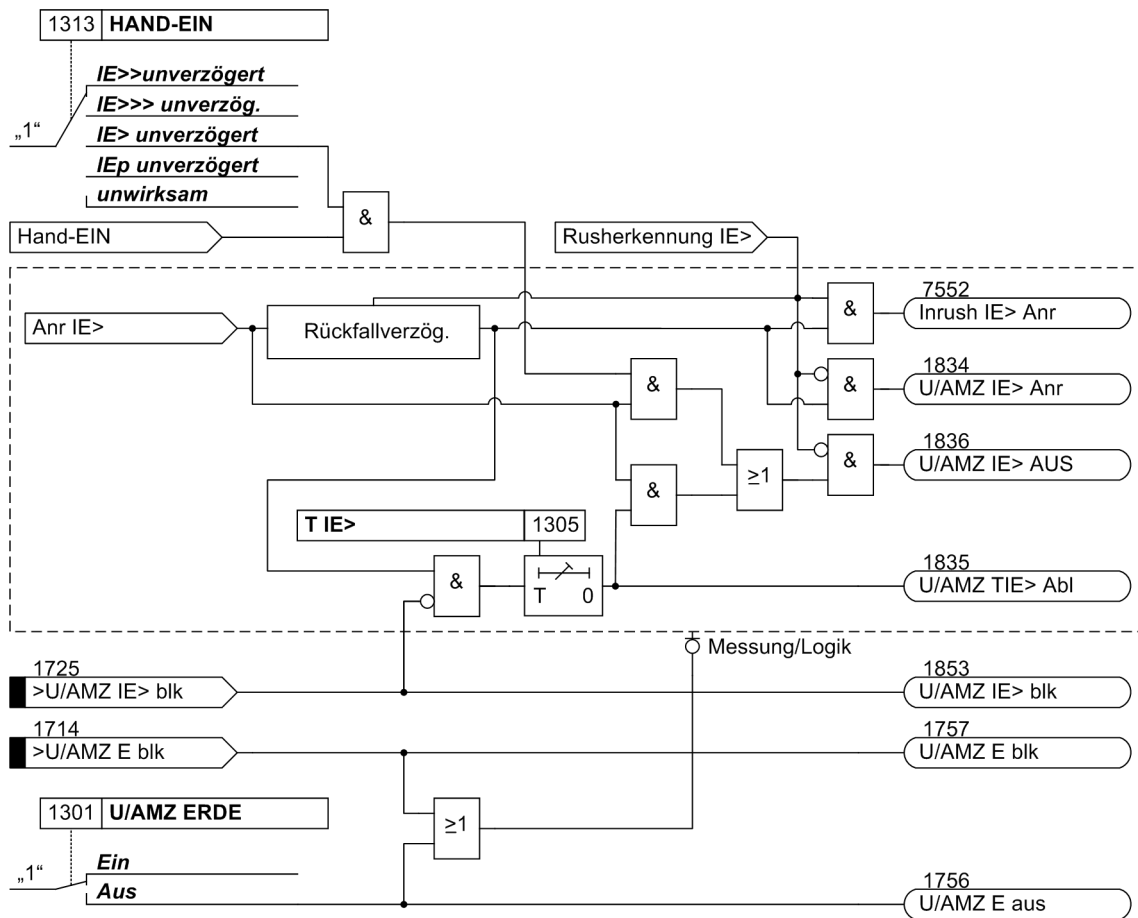 1313 HAND-EIN
IE>>unverzögert
IE>>> unverzög.
„1“
IE> unverzögert
IEp unverzögert
unwirksam
&
Hand-EIN
Rusherkennung IE>
7552
&
Inrush IE> Anr
Anr IE>
Rückfallverzög.
1834
&
&
U/AMZ IE> Anr
1836
&
U/AMZ IE> AUS
≥1
&
T IE> 1305
1835
&
T 0
U/AMZ TIE> Abl
Messung/Logik
1725
>U/AMZ IE> blk
1853
U/AMZ IE> blk
1714
>U/AMZ E blk
1757
U/AMZ E blk
1301 U/AMZ ERDE
≥1
Ein
„1“
Aus
1756
U/AMZ E aus